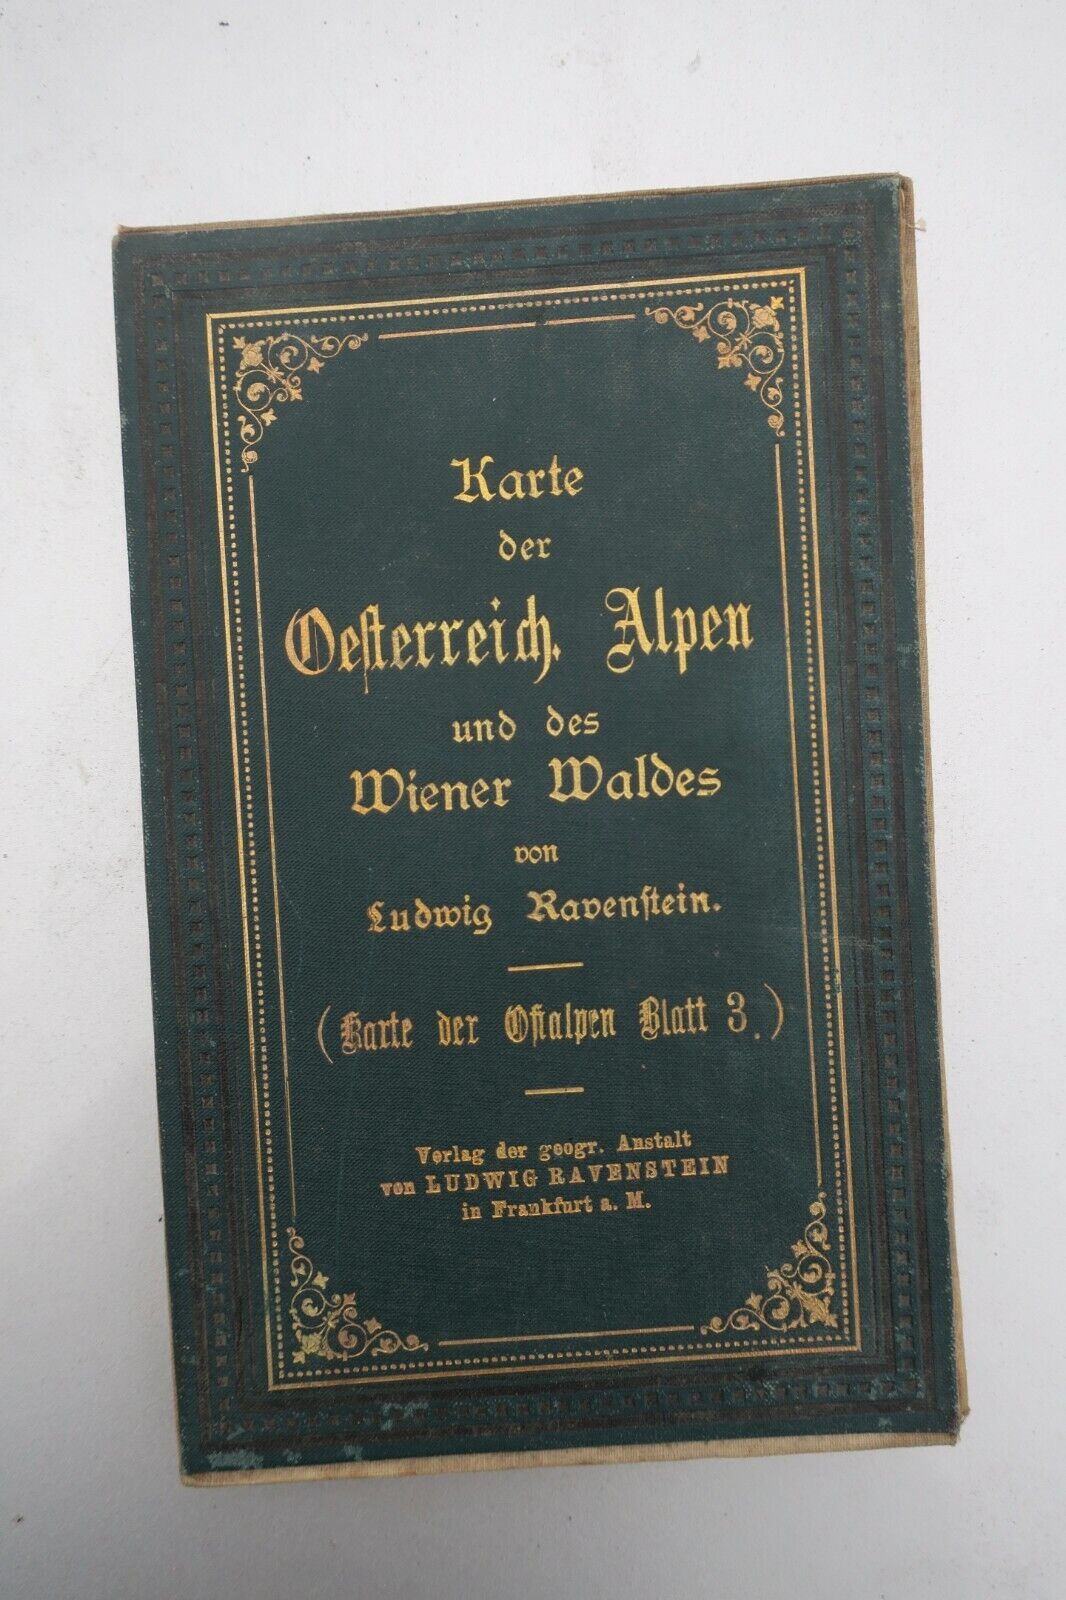 Karte
der
Oesterreich. Alpen
und des
Wiener Waldes
von
Ludwig Ravenstein.
(Karte der Ostalpen Blatt 3.)
Verlag der geogr. Anstalt
von LUDWIG RAVENSTEIN
in Frankfurt a. M.